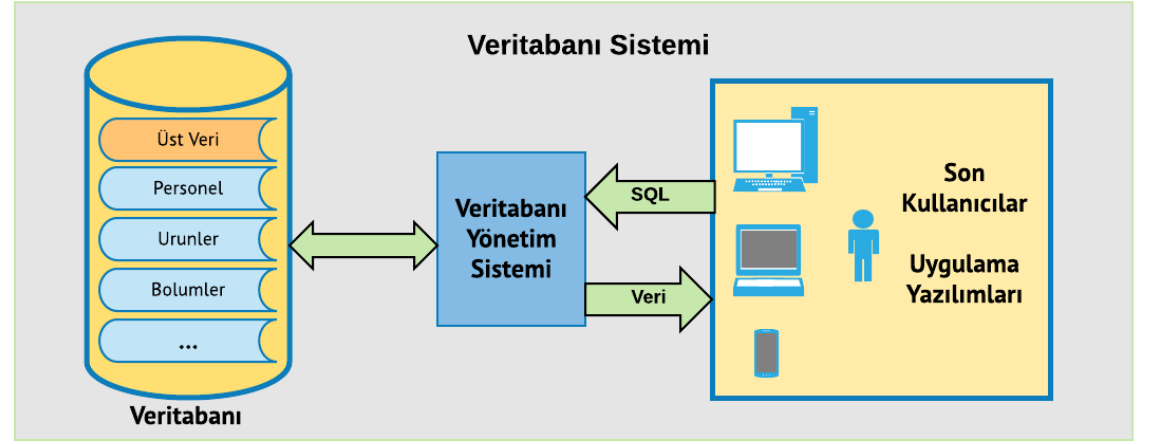 Veritabanı Sistemi
Üst Veri
Personel
Urunler
Bolumler
...
Veritabanı
Veritabanı
Yönetim
Sistemi
SQL
Veri
Son
Kullanıcılar
Uygulama
Yazılımları